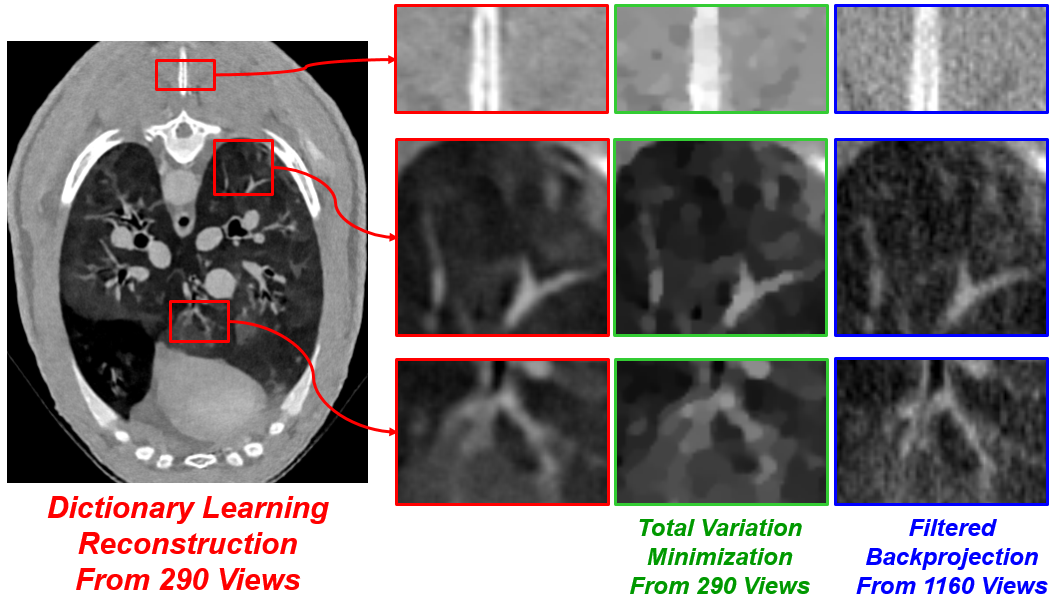 Dictionary Learning
Reconstruction
From 290 Views
Total Variation
Minimization
From 290 Views
Filtered
Backprojection
From 1160 Views